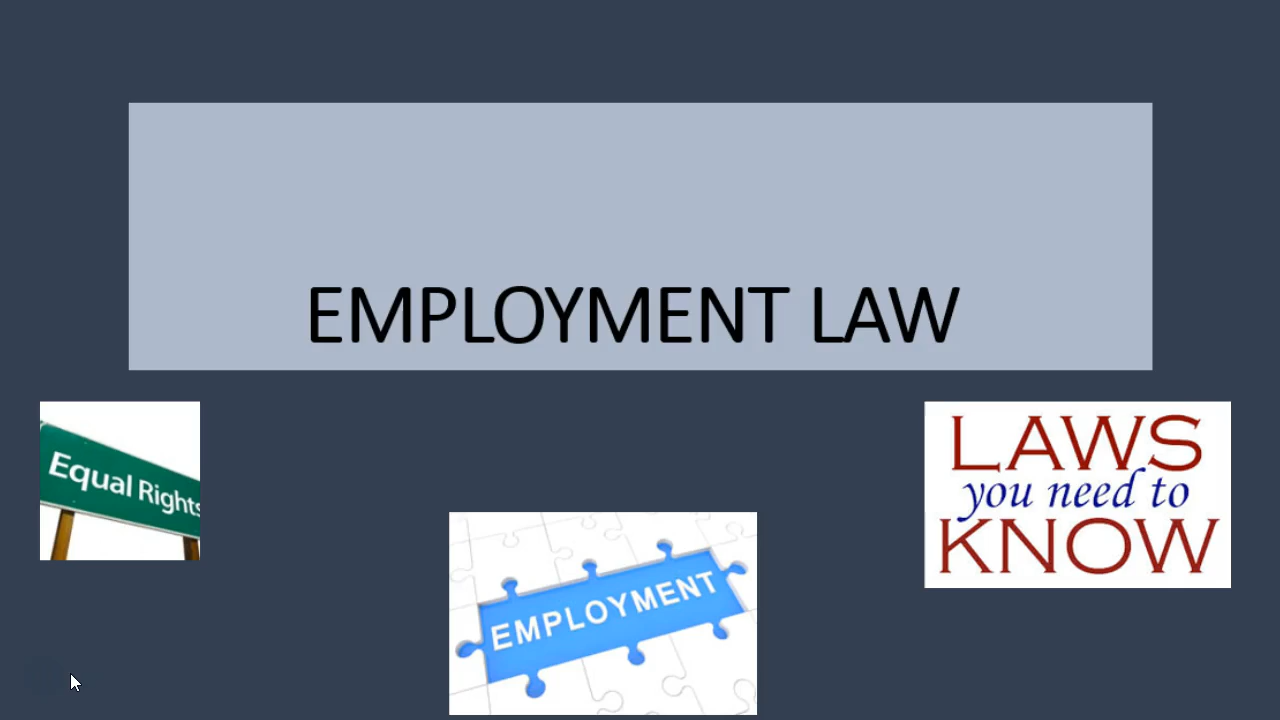 EMPLOYMENT LAW
Equal Rights
LAWS
you need to
KNOW
EMPLOYMENT